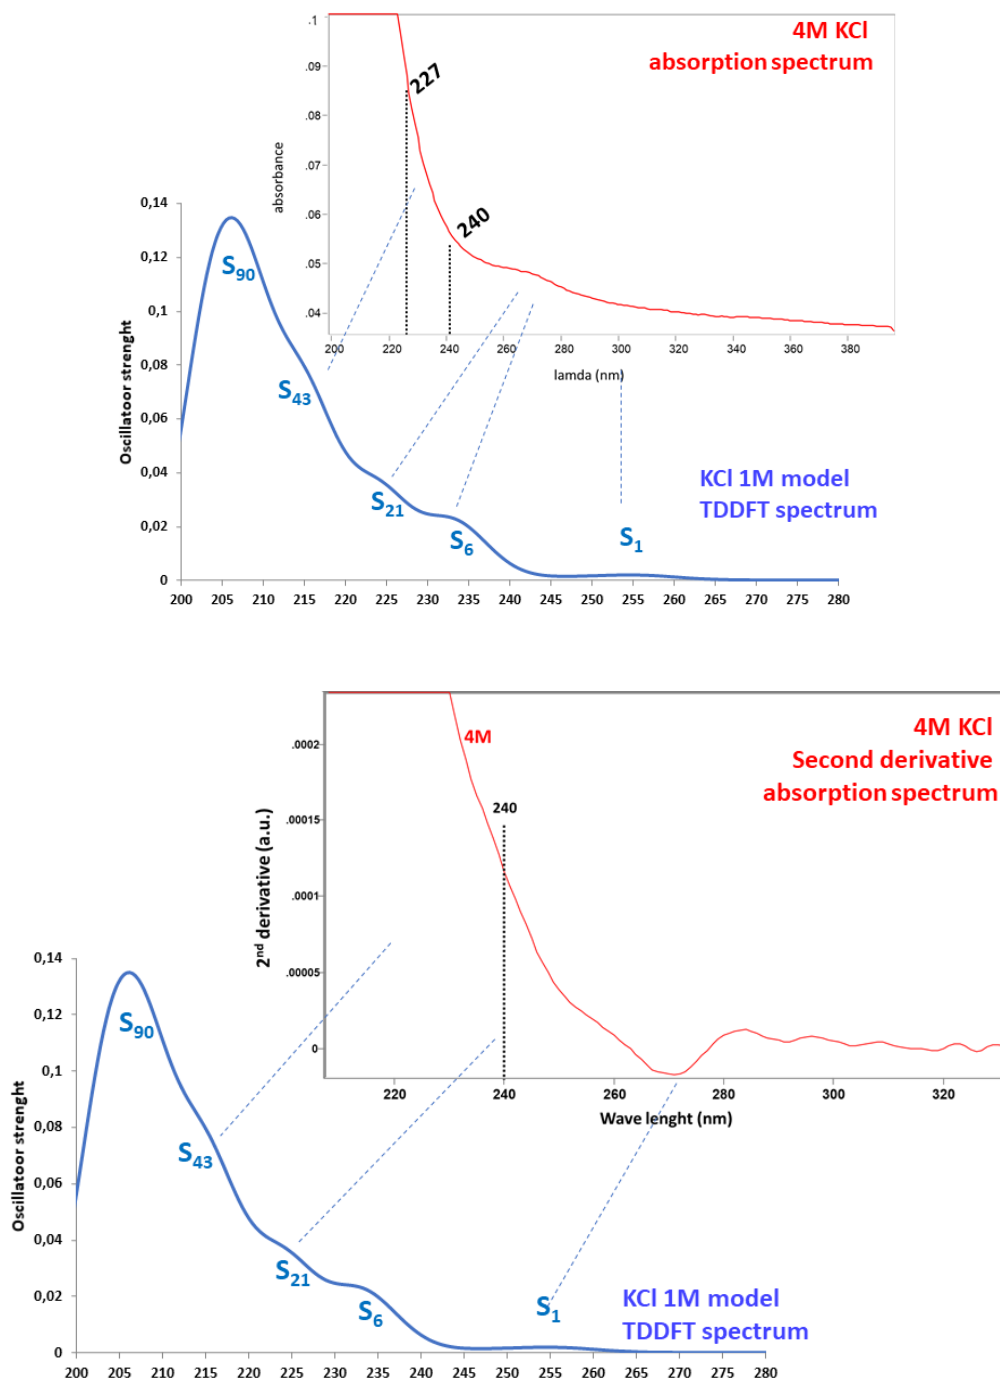 4M KCl
absorption spectrum
.1
.09
.08
.07
.06
.05
.04
absorbance
227
240
200 220 240 260 280 300 320 340 360 380
lamda (nm)
0,14
0,12
0,1
0,08
0,06
0,04
0,02
0
Oscillatoor strenght
S90
S43
S21
S6
S1
KCl 1M model
TDDFT spectrum
200 205 210 215 220 225 230 235 240 245 250 255 260 265 270 275 280
4M KCl
Second derivative
absorption spectrum
4M
240
.0002
.00015
.0001
.00005
0
2nd derivative (a.u.)
220 240 260 280 300 320
Wave lenght (nm)
0,14
0,12
0,1
0,08
0,06
0,04
0,02
0
Oscillatoor strenght
S90
S43
S21
S6
S1
KCl 1M model
TDDFT spectrum
200 205 210 215 220 225 230 235 240 245 250 255 260 265 270 275 280